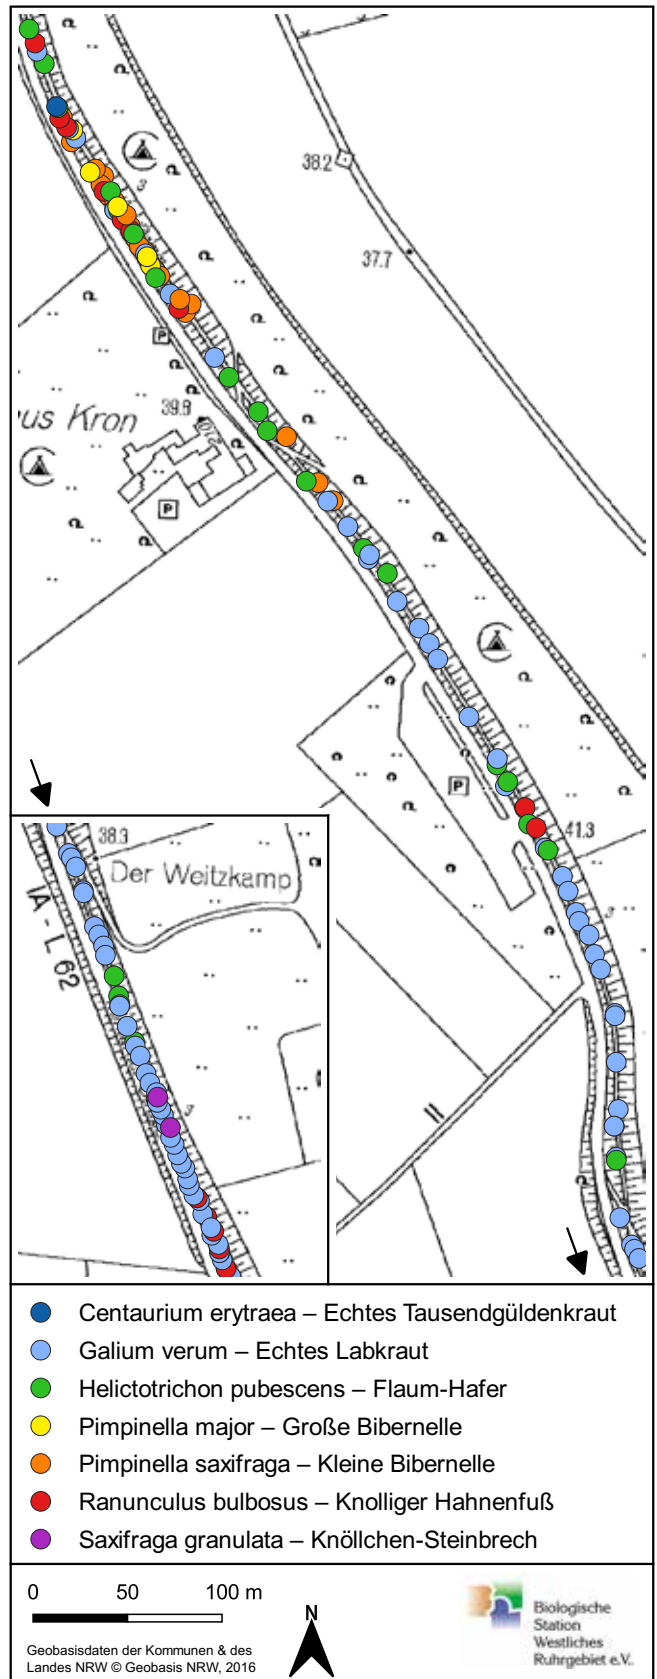 38.2
3
37.7
P
us Kron
39.8
P
P
41.3
3
38.3
Der Weitzkamp
IA - L 62
3
Centaurium erytraea – Echtes Tausendgüldenkraut
Galium verum – Echtes Labkraut
Helictotrichon pubescens – Flaum-Hafer
Pimpinella major – Große Bibernelle
Pimpinella saxifraga – Kleine Bibernelle
Ranunculus bulbosus – Knolliger Hahnenfuß
Saxifraga granulata – Knöllchen-Steinbrech
0 50 100 m
N
Geobasisdaten der Kommunen & des
Landes NRW © Geobasis NRW, 2016
Biologische
Station
Westliches
Ruhrgebiet e.V.